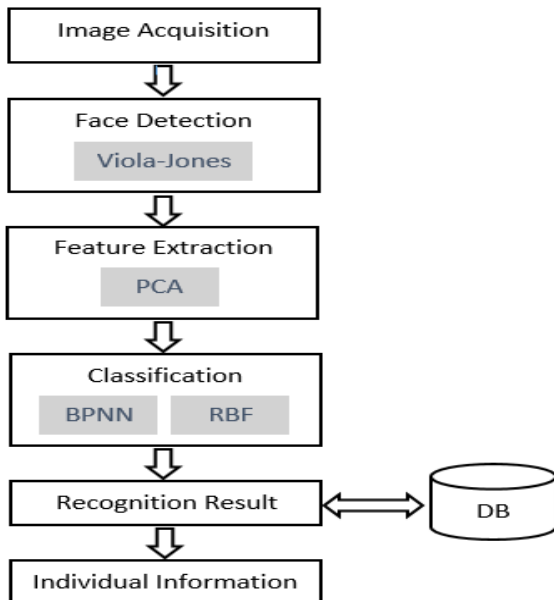 Image Acquisition
Face Detection
Viola-Jones
Feature Extraction
PCA
Classification
BPNN RBF
Recognition Result
DB
Individual Information